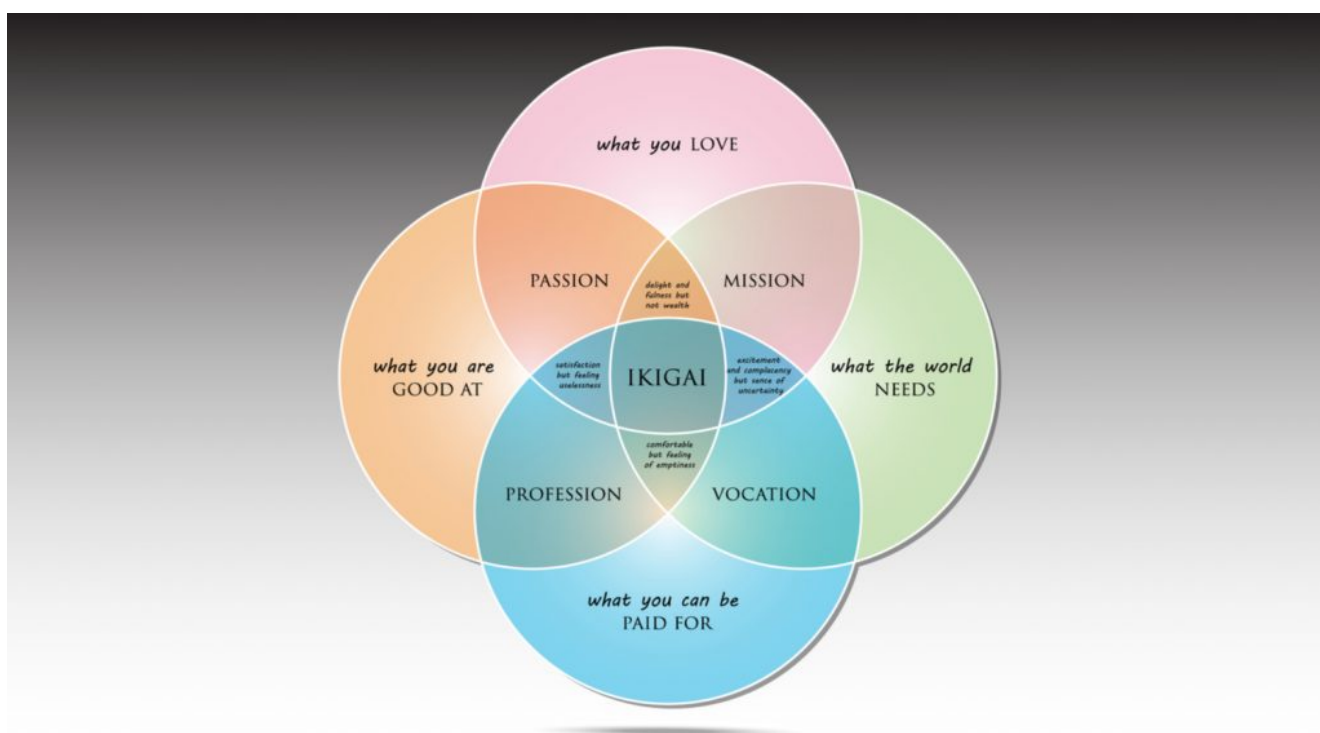 what you LOVE
PASSION
MISSION
delight and
falness but
not wealth
what you are
GOOD AT
satisfaction
but feeling
uselessness
IKIGAI
excitement
and complacency
but sense of
uncertainty
what the world
NEEDS
comfortable
but feeling
of emptiness
PROFESSION
VOCATION
what you can be
PAID FOR